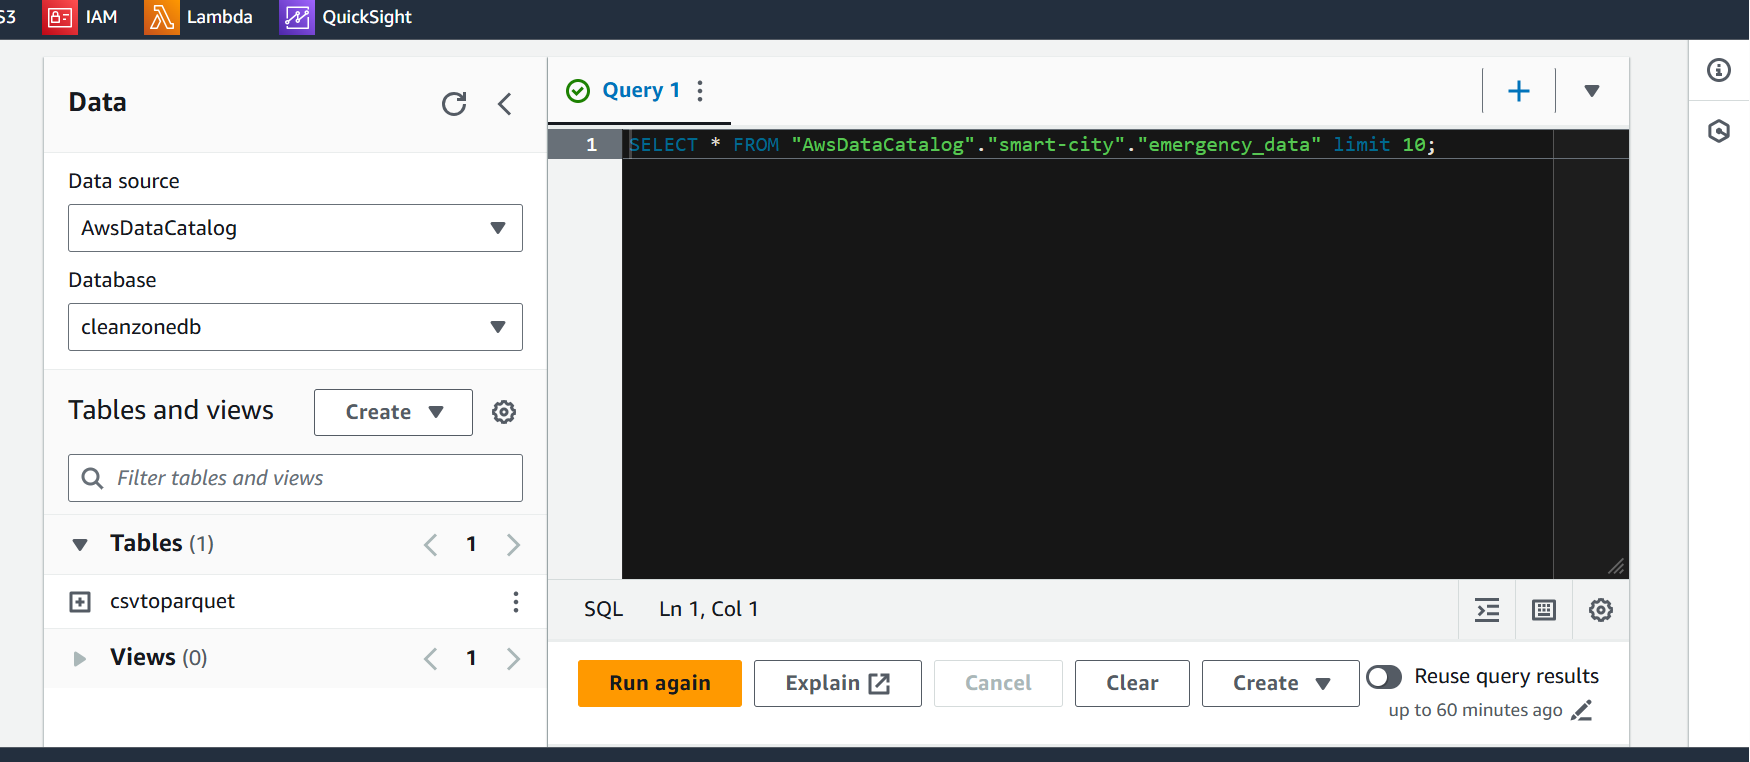 S3 IAM Lambda QuickSight
Data
Data source
AwsDataCatalog
Database
cleanzonedb
Tables and views Create
Filter tables and views
Tables (1) 1
csvtoparquet
Views (0) 1
Query 1
1 SELECT * FROM "AwsDataCatalog"."smart-city"."emergency_data" limit 10;
SQL Ln 1, Col 1
Run again Explain Cancel Clear Create Reuse query results
up to 60 minutes ago